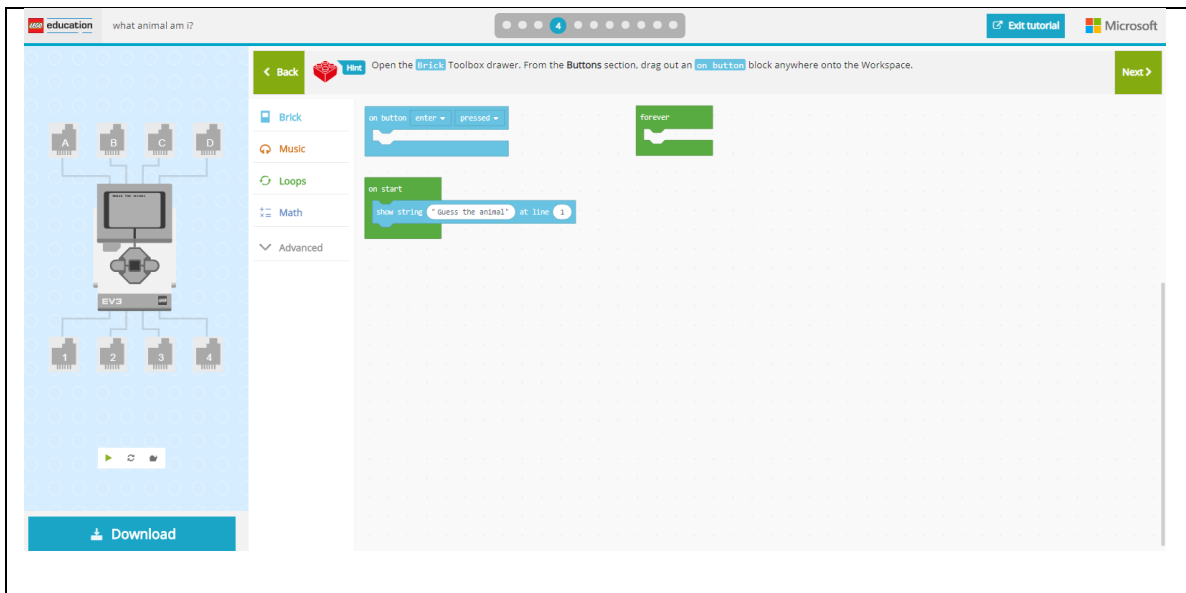 LEGO education what animal am i? 4 Exit tutorial Microsoft
Back Hint Open the Brick Toolbox drawer. From the Buttons section, drag out an on button block anywhere onto the Workspace. Next
A B C D
EV3
1 2 3 4
Download
Brick
Music
Loops
Math
Advanced
on button enter pressed
forever
on start
show string "Guess the animal" at line 1